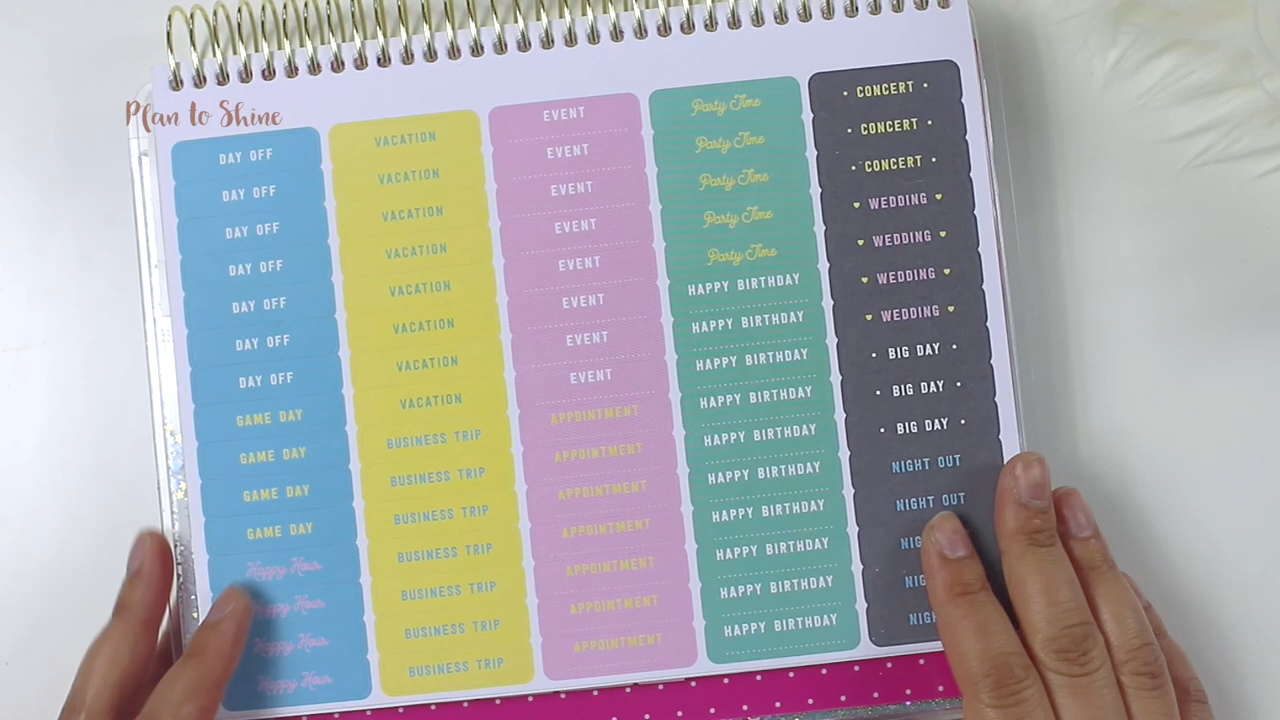 Plan to Shine
DAY OFF
DAY OFF
DAY OFF
DAY OFF
DAY OFF
DAY OFF
DAY OFF
GAME DAY
GAME DAY
GAME DAY
GAME DAY
Happy Hour
Happy Hour
Happy Hour
Happy Hour
VACATION
VACATION
VACATION
VACATION
VACATION
VACATION
VACATION
VACATION
BUSINESS TRIP
BUSINESS TRIP
BUSINESS TRIP
BUSINESS TRIP
BUSINESS TRIP
BUSINESS TRIP
BUSINESS TRIP
EVENT
EVENT
EVENT
EVENT
EVENT
EVENT
EVENT
EVENT
APPOINTMENT
APPOINTMENT
APPOINTMENT
APPOINTMENT
APPOINTMENT
APPOINTMENT
APPOINTMENT
Party Time
Party Time
Party Time
Party Time
Party Time
HAPPY BIRTHDAY
HAPPY BIRTHDAY
HAPPY BIRTHDAY
HAPPY BIRTHDAY
HAPPY BIRTHDAY
HAPPY BIRTHDAY
HAPPY BIRTHDAY
HAPPY BIRTHDAY
HAPPY BIRTHDAY
HAPPY BIRTHDAY
• CONCERT •
• CONCERT •
• CONCERT •
WEDDING
WEDDING
WEDDING
WEDDING
• BIG DAY •
• BIG DAY •
• BIG DAY •
NIGHT OUT
NIGHT OUT